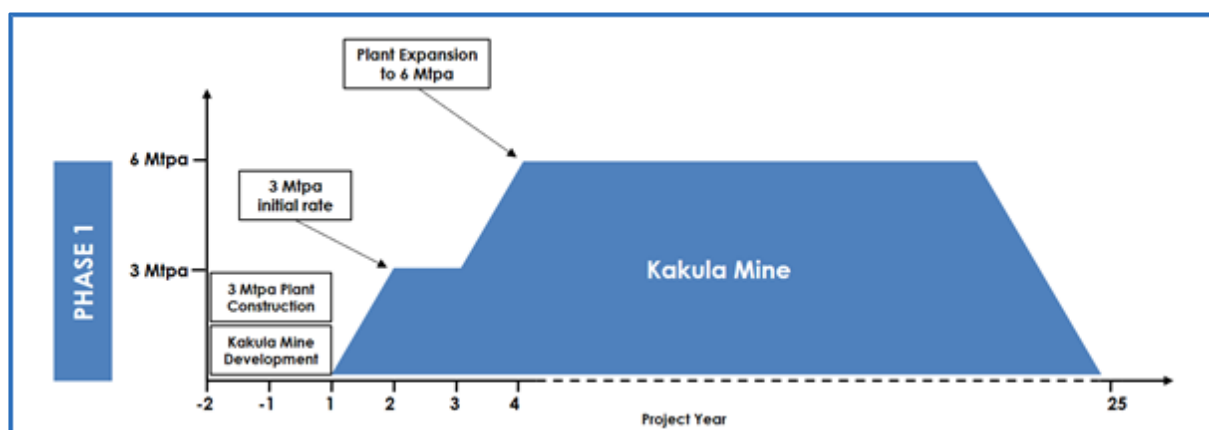 Plant Expansion
to 6 Mtpa
6 Mtpa
3 Mtpa
initial rate
PHASE 1
3 Mtpa
Kakula Mine
3 Mtpa Plant
Construction
Kakula Mine
Development
-2 -1 1 2 3 4 25
Project Year